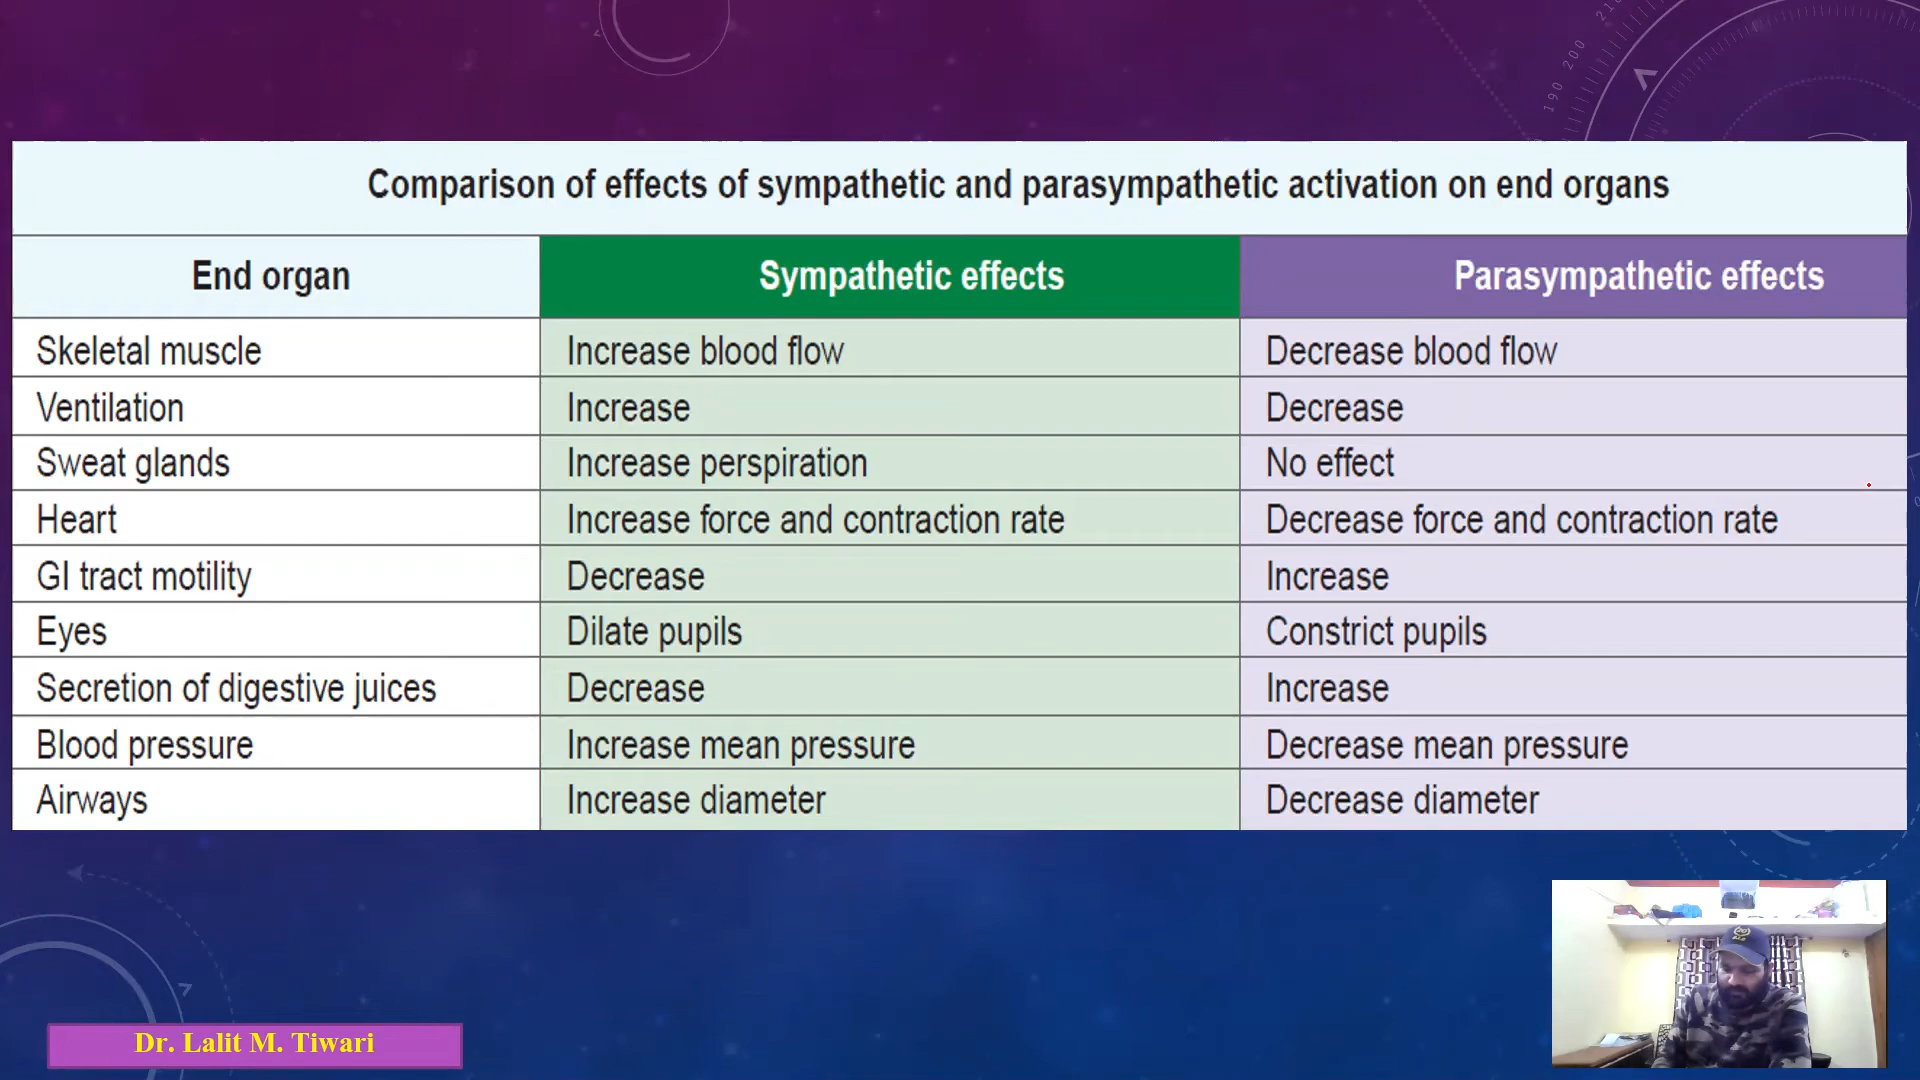 210
190 200
Comparison of effects of sympathetic and parasympathetic activation on end organs
End organ Sympathetic effects Parasympathetic effects
Skeletal muscle Increase blood flow Decrease blood flow
Ventilation Increase Decrease
Sweat glands Increase perspiration No effect
Heart Increase force and contraction rate Decrease force and contraction rate
GI tract motility Decrease Increase
Eyes Dilate pupils Constrict pupils
Secretion of digestive juices Decrease Increase
Blood pressure Increase mean pressure Decrease mean pressure
Airways Increase diameter Decrease diameter
Dr. Lalit M. Tiwari